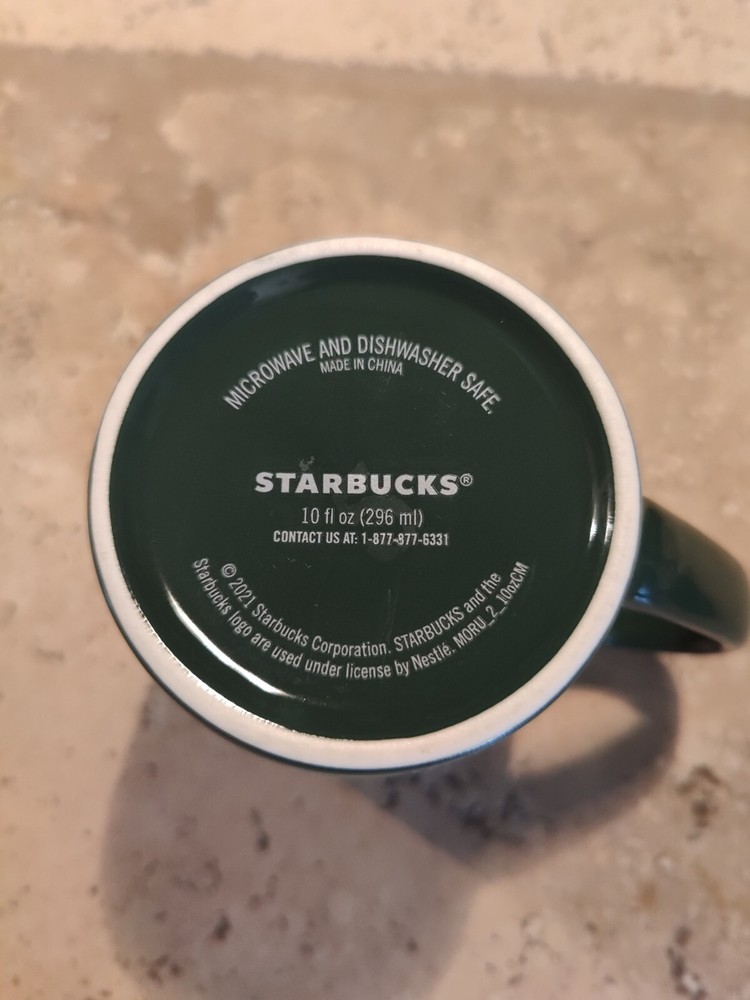 MICROWAVE AND DISHWASHER SAFE.
MADE IN CHINA
STARBUCKS®
10 fl oz (296 ml)
CONTACT US AT: 1-877-977-6331
© 2021 Starbucks Corporation. STARBUCKS and the
Starbucks logo are used under license by Nestlé. MORU_2_10ozCM